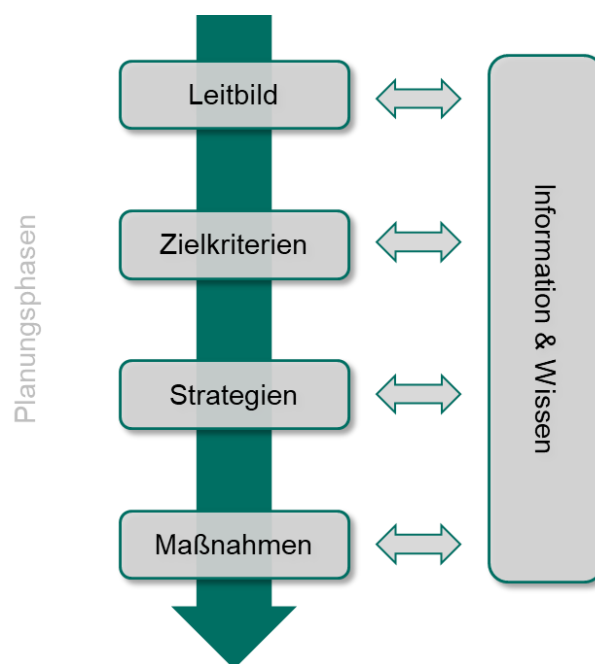 Planungsphasen
Leitbild
Zielkriterien
Strategien
Maßnahmen
Information & Wissen